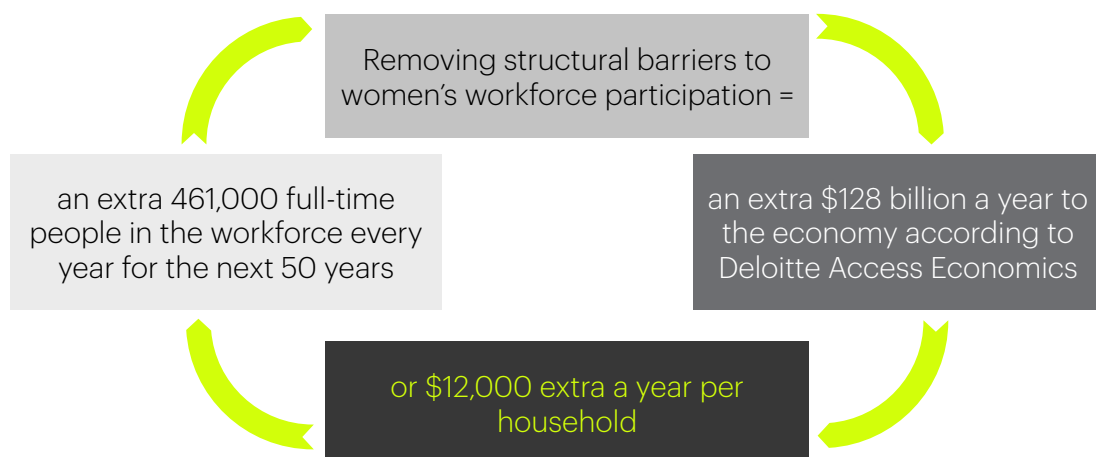 Removing structural barriers to
women’s workforce participation =
an extra $128 billion a year to
the economy according to
Deloitte Access Economics
or $12,000 extra a year per
household
an extra 461,000 full-time
people in the workforce every
year for the next 50 years